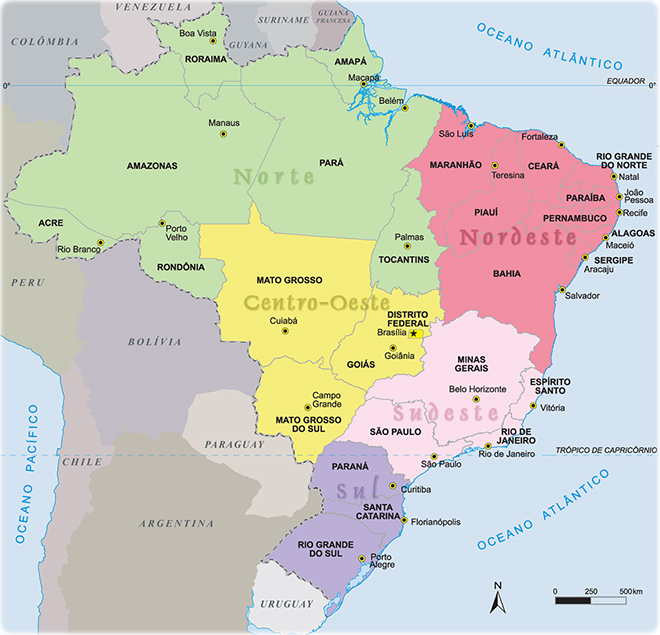 VENEZUELA
GUIANA
FRANCESA
SURINAME
OCEANO ATLÂNTICO
COLÔMBIA
Boa Vista
GUYANA
RORAIMA
AMAPÁ
Macapá
0°
EQUADOR
Belém
Manaus
São Luís
Fortaleza
AMAZONAS
PARÁ
Norte
MARANHÃO
Teresina
CEARÁ
RIO GRANDE
DO NORTE
Natal
PARAÍBA
João
Pessoa
PIAUÍ
PERNAMBUCO
Recife
ACRE
Porto
Velho
Rio Branco
Palmas
Nordeste
ALAGOAS
Maceió
RONDÔNIA
TOCANTINS
SERGIPE
Aracaju
PERU
MATO GROSSO
BAHIA
Centro-Oeste
Salvador
Cuiabá
DISTRITO
FEDERAL
Brasília
BOLÍVIA
GOIÁS
Goiânia
MINAS
GERAIS
Belo Horizonte
ESPÍRITO
SANTO
Vitória
Campo
Grande
MATO GROSSO
DO SUL
Sudeste
SÃO PAULO
RIO DE
JANEIRO
Rio de Janeiro
PARAGUAY
TRÓPICO DE CAPRICÓRNIO
OCEANO PACÍFICO
CHILE
São Paulo
PARANÁ
Sul
Curitiba
OCEANO ATLÂNTICO
ARGENTINA
SANTA
CATARINA
Florianópolis
RIO GRANDE
DO SUL
Porto
Alegre
URUGUAY
N
0 250 500km